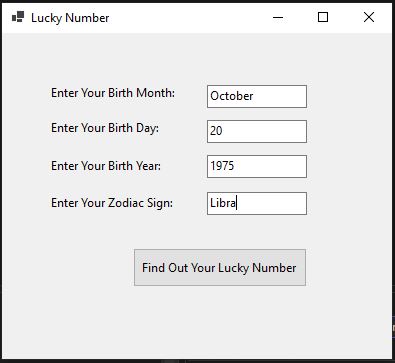 Lucky Number
Enter Your Birth Month: October
Enter Your Birth Day: 20
Enter Your Birth Year: 1975
Enter Your Zodiac Sign: Libra
Find Out Your Lucky Number